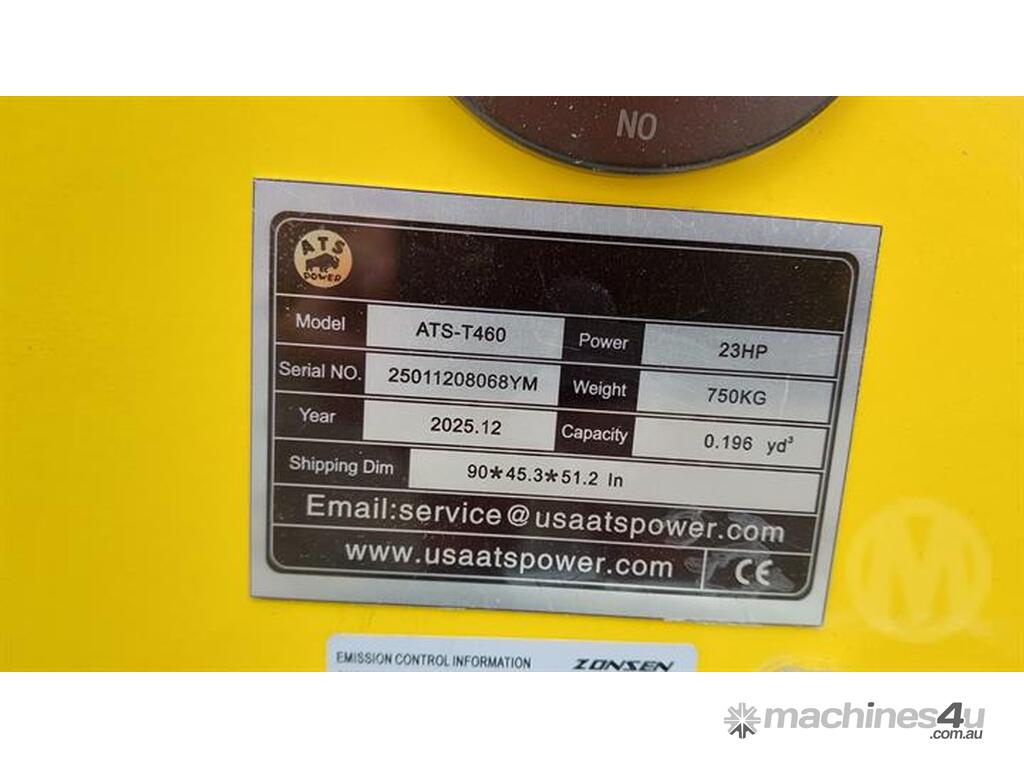 NO
ATS
POWER
Model ATS-T460 Power 23HP
Serial NO. 25011208068YM Weight 750KG
Year 2025.12 Capacity 0.196 yd³
Shipping Dim 90*45.3*51.2 In
Email:service@usaatspower.com
www.usaatspower.com CE
M
EMISSION CONTROL INFORMATION ZONSEN
machines4u
.com.au